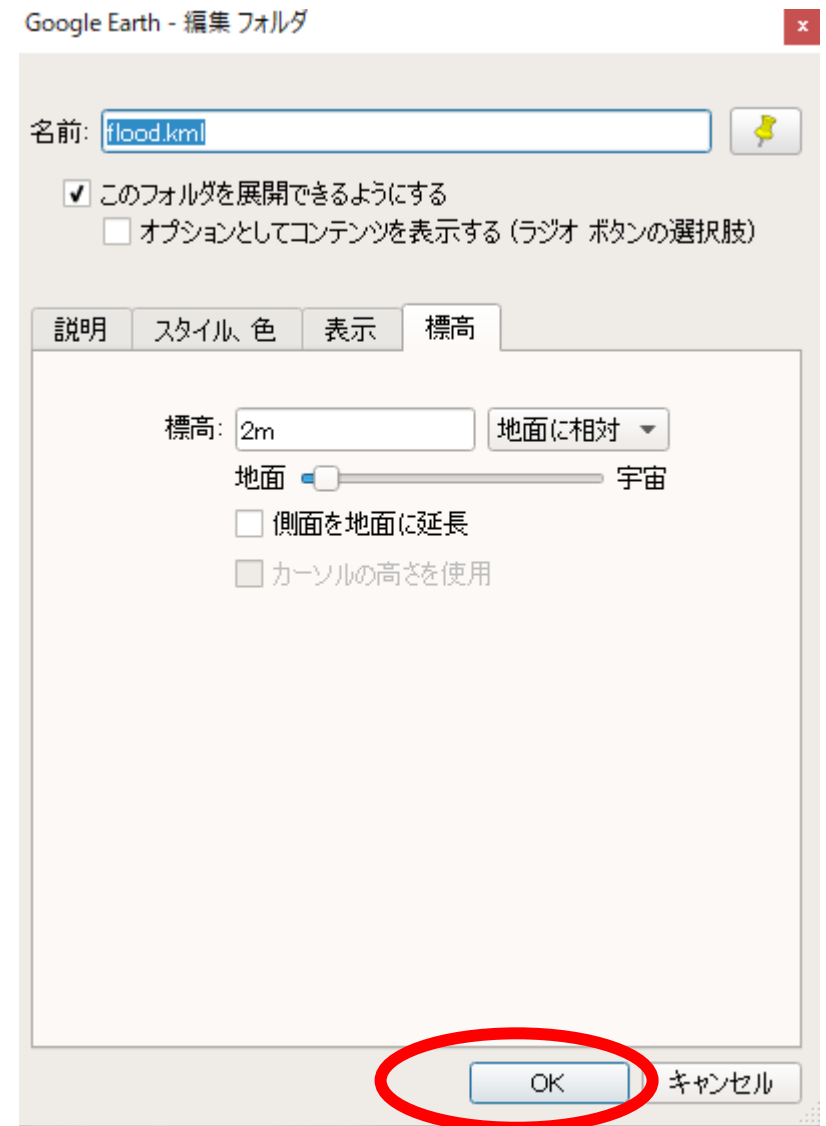 Google Earth - 編集 フォルダ
x
名前: flood.kml
このフォルダを展開できるようにする
オプションとしてコンテンツを表示する (ラジオ ボタンの選択肢)
説明 スタイル、色 表示 標高
標高: 2m 地面に相対
地面 宇宙
側面を地面に延長
カーソルの高さを使用
OK キャンセル